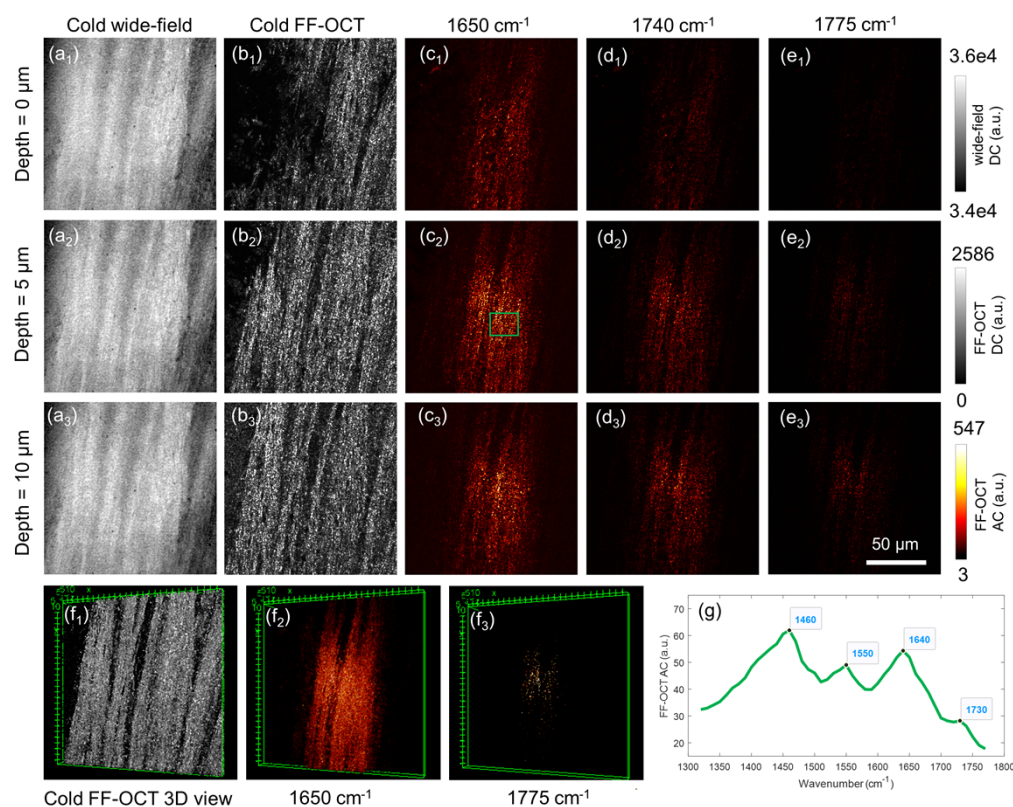 Cold wide-field Cold FF-OCT 1650 cm⁻¹ 1740 cm⁻¹ 1775 cm⁻¹
Depth = 0 µm
(a₁) (b₁) (c₁) (d₁) (e₁)
3.6e4
wide-field
DC (a.u.)
3.4e4
Depth = 5 µm
(a₂) (b₂) (c₂) (d₂) (e₂)
2586
FF-OCT
DC (a.u.)
0
Depth = 10 µm
(a₃) (b₃) (c₃) (d₃) (e₃)
547
FF-OCT
AC (a.u.)
3
50 µm
(f₁) (f₂) (f₃) (g)
Cold FF-OCT 3D view 1650 cm⁻¹ 1775 cm⁻¹
FF-OCT AC (a.u.)
70
60
50
40
30
20
1460
1550
1640
1730
1300 1350 1400 1450 1500 1550 1600 1650 1700 1750 1800
Wavenumber (cm⁻¹)